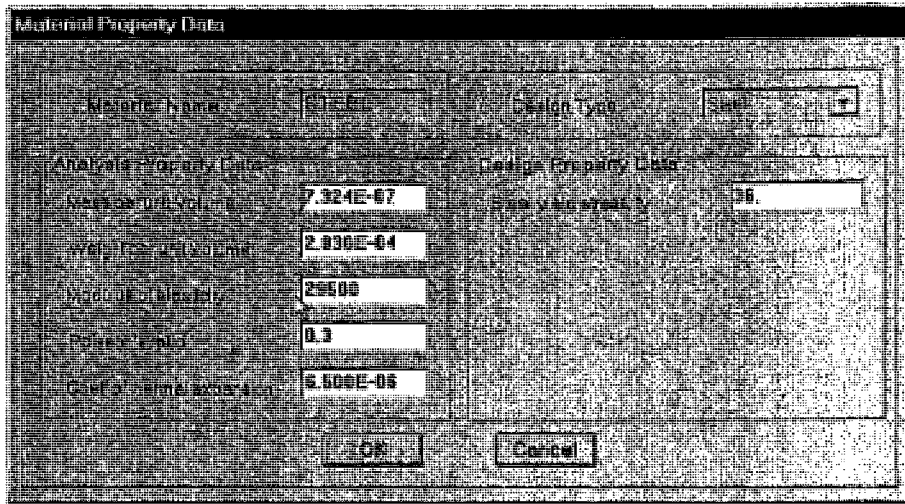 Material Property Data
Material Name STEEL
Design Type Steel
Analysis Property Data
Mass per unit Volume 7.324E-07
Weight per unit Volume 2.830E-04
Modulus of elasticity 29500
Poisson's ratio 0.3
Coeff of thermal expansion 6.500E-06
Design Property Data
Steel yield stress, fy 36.
OK
Cancel